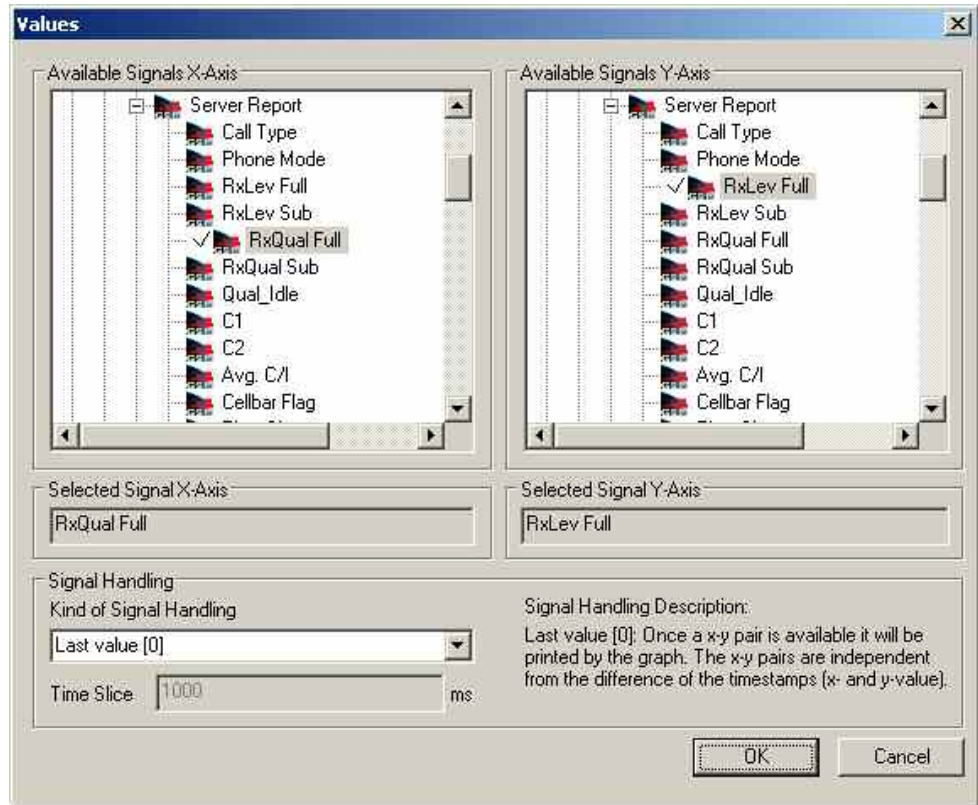 Values
Available Signals X-Axis
Server Report
Call Type
Phone Mode
RxLev Full
RxLev Sub
RxQual Full
RxQual Sub
Qual_Idle
C1
C2
Avg. C/I
Cellbar Flag
Available Signals Y-Axis
Server Report
Call Type
Phone Mode
RxLev Full
RxLev Sub
RxQual Full
RxQual Sub
Qual_Idle
C1
C2
Avg. C/I
Cellbar Flag
Selected Signal X-Axis
RxQual Full
Selected Signal Y-Axis
RxLev Full
Signal Handling
Kind of Signal Handling
Last value [0]
Time Slice 1000 ms
Signal Handling Description:
Last value [0]: Once a x-y pair is available it will be
printed by the graph. The x-y pairs are independent
from the difference of the timestamps (x- and y-value).
OK
Cancel